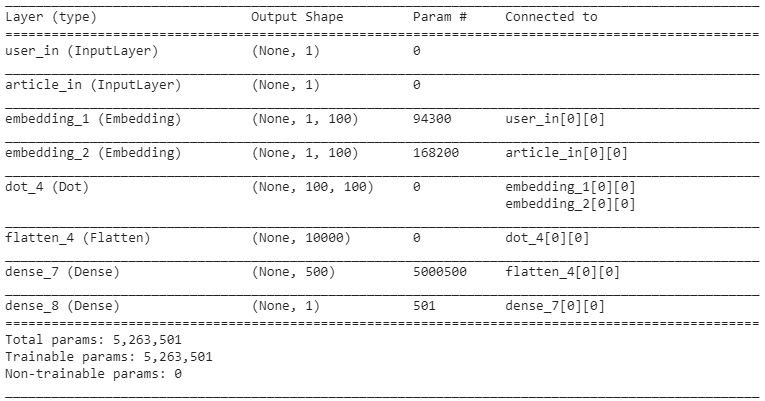 Layer (type) Output Shape Param # Connected to
user_in (InputLayer) (None, 1) 0
article_in (InputLayer) (None, 1) 0
embedding_1 (Embedding) (None, 1, 100) 94300 user_in[0][0]
embedding_2 (Embedding) (None, 1, 100) 168200 article_in[0][0]
dot_4 (Dot) (None, 100, 100) 0 embedding_1[0][0]
embedding_2[0][0]
flatten_4 (Flatten) (None, 10000) 0 dot_4[0][0]
dense_7 (Dense) (None, 500) 5000500 flatten_4[0][0]
dense_8 (Dense) (None, 1) 501 dense_7[0][0]
Total params: 5,263,501
Trainable params: 5,263,501
Non-trainable params: 0